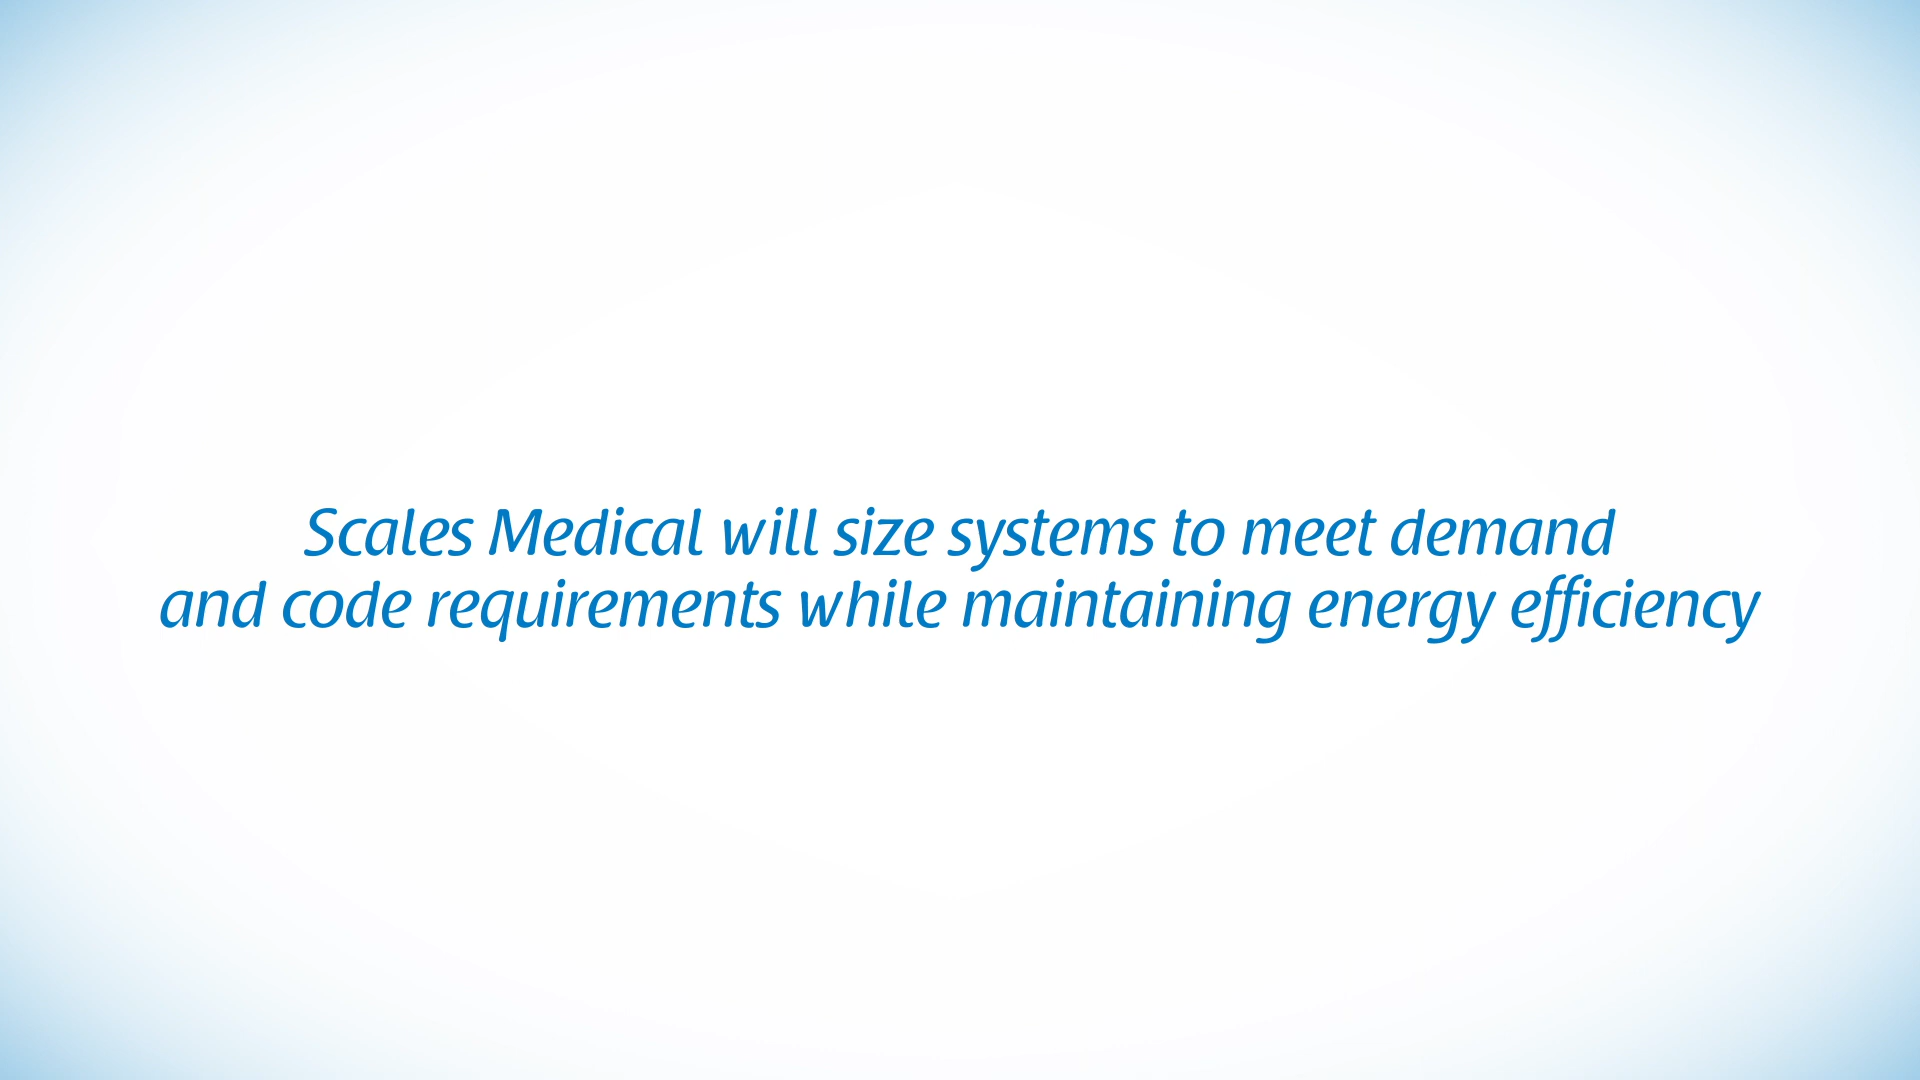 Scales Medical will size systems to meet demand
and code requirements while maintaining energy efficiency